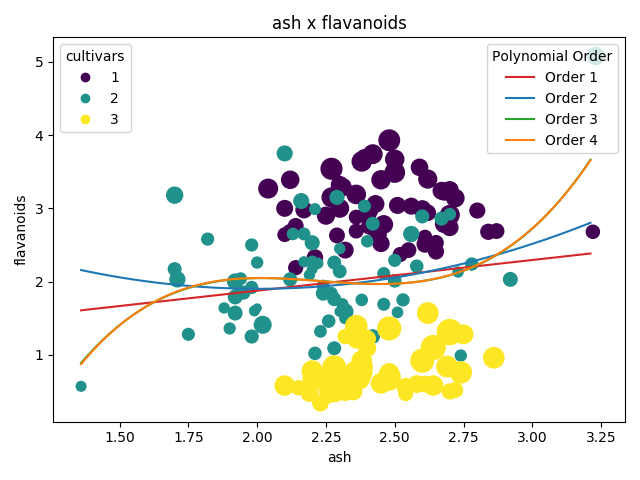 ash x flavanoids
cultivars
1
2
3
Polynomial Order
Order 1
Order 2
Order 3
Order 4
flavanoids
5
4
3
2
1
1.50
1.75
2.00
2.25
2.50
2.75
3.00
3.25
ash